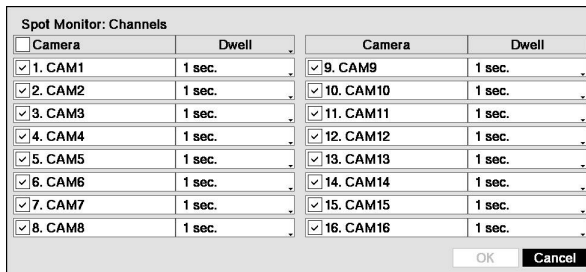 Spot Monitor: Channels
Camera Dwell Camera Dwell
1. CAM1 1 sec. 9. CAM9 1 sec.
2. CAM2 1 sec. 10. CAM10 1 sec.
3. CAM3 1 sec. 11. CAM11 1 sec.
4. CAM4 1 sec. 12. CAM12 1 sec.
5. CAM5 1 sec. 13. CAM13 1 sec.
6. CAM6 1 sec. 14. CAM14 1 sec.
7. CAM7 1 sec. 15. CAM15 1 sec.
8. CAM8 1 sec. 16. CAM16 1 sec.
OK Cancel